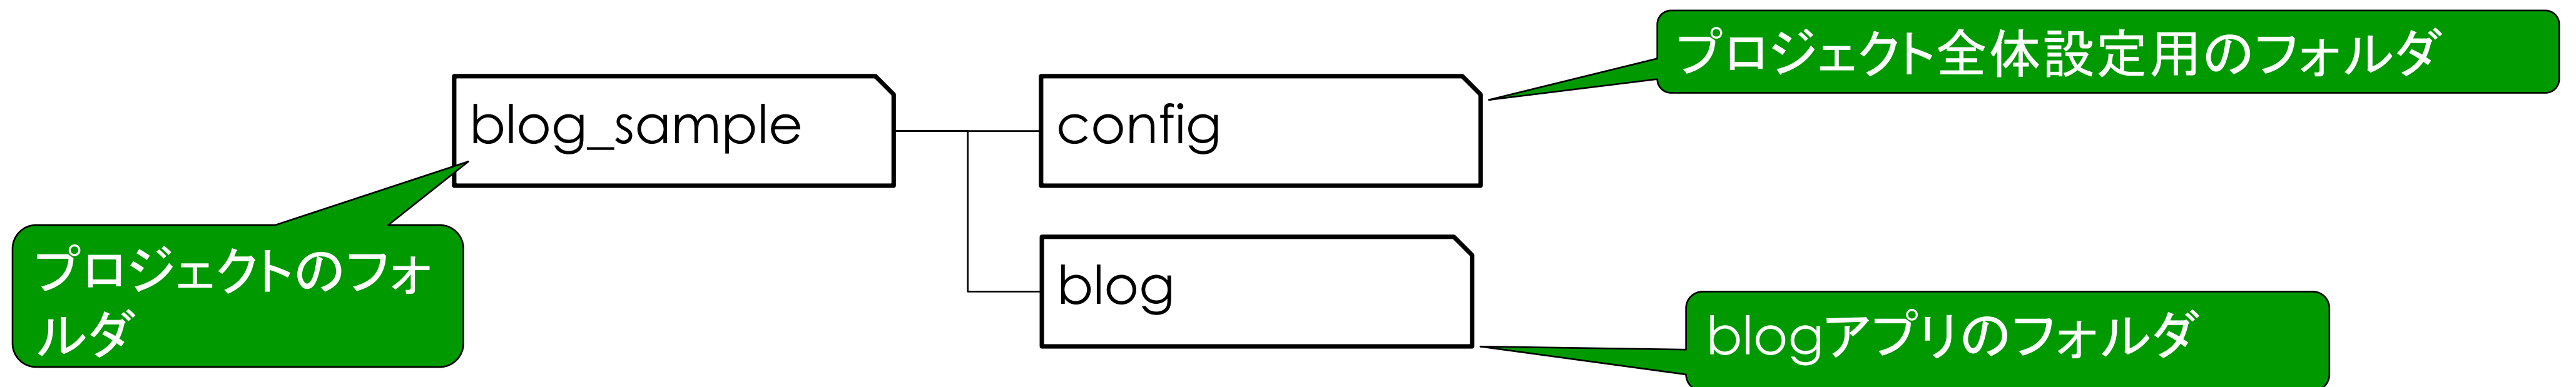 プロジェクト全体設定用のフォルダ
blog_sample
config
プロジェクトのフォ
ルダ
blog
blogアプリのフォルダ